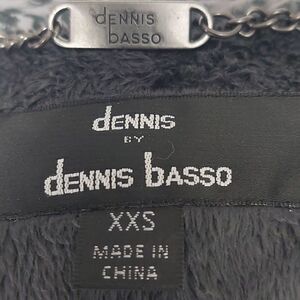 dENNIS
bASSO
dENNIS
BY
dENNIS bASSO
XXS
MADE IN
CHINA